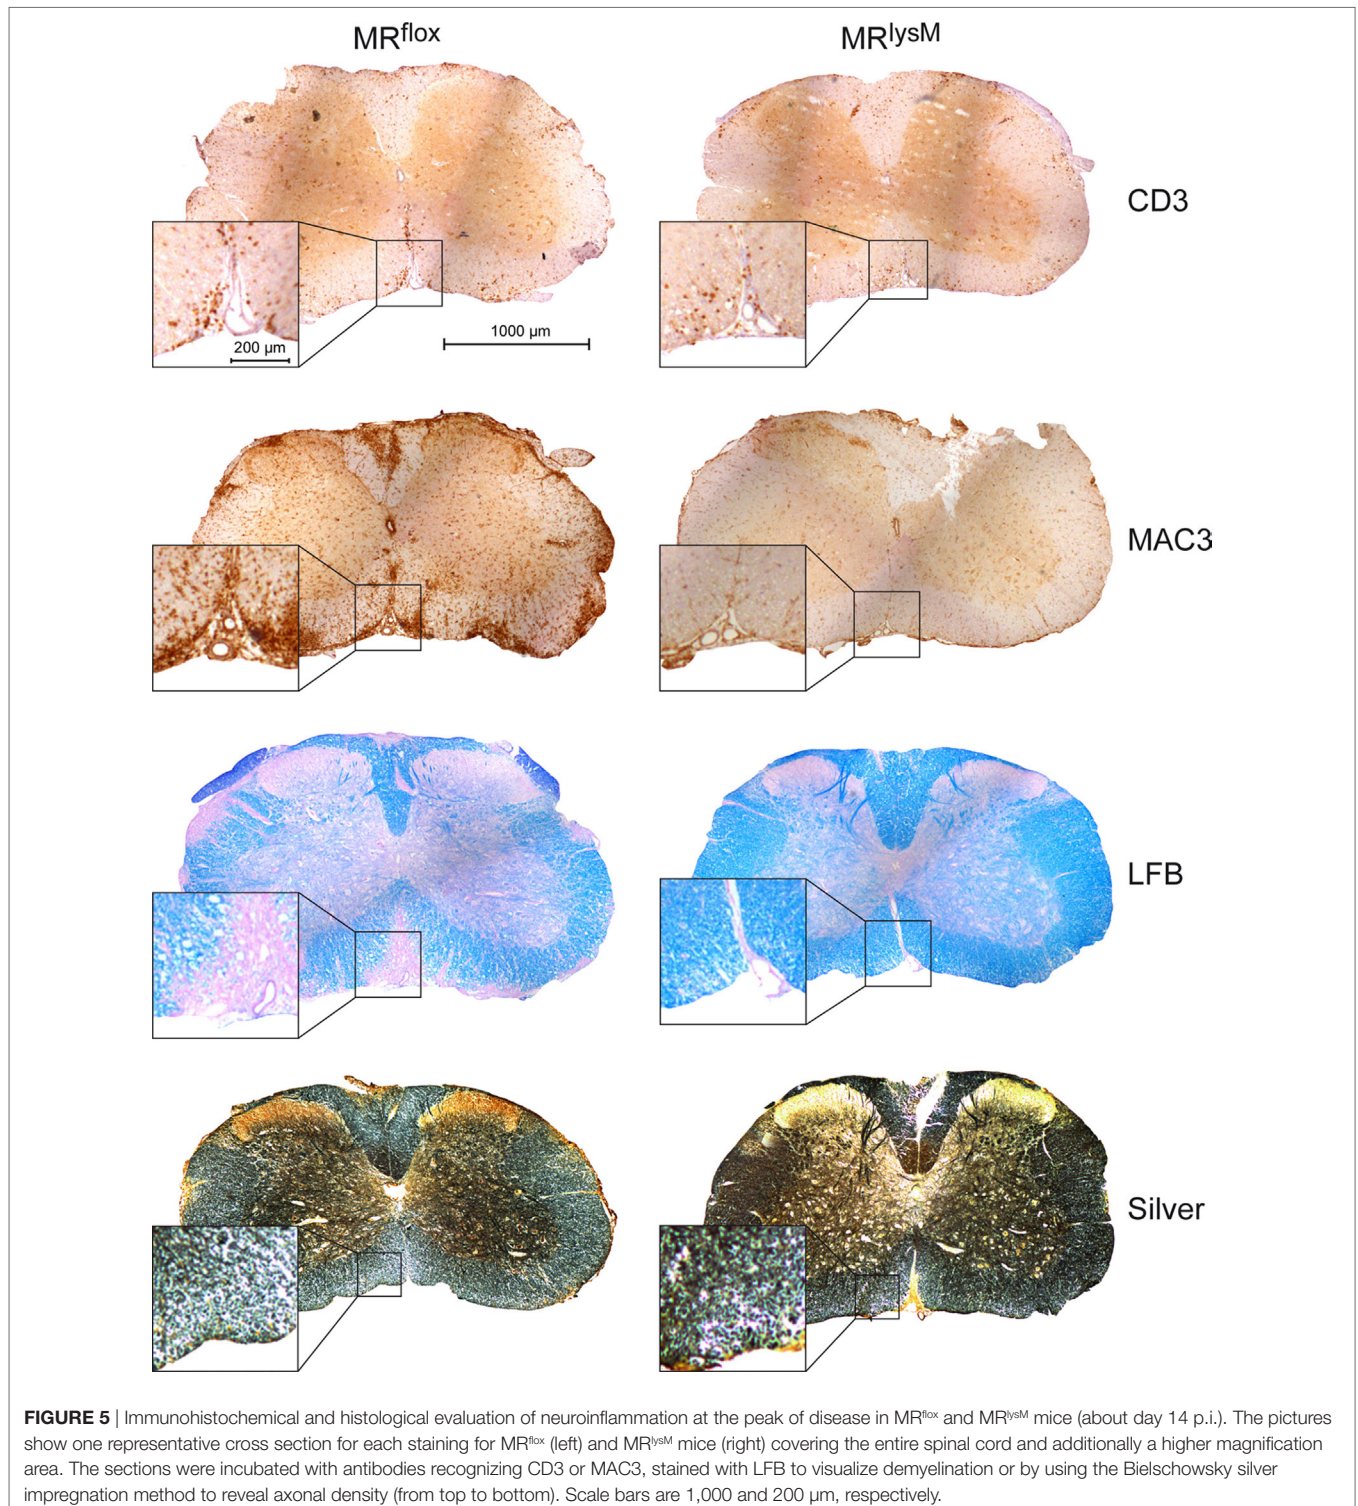 MRflox
MRlysM
CD3
200 µm
1000 µm
MAC3
LFB
Silver
FIGURE 5 | Immunohistochemical and histological evaluation of neuroinflammation at the peak of disease in MRflox and MRlysM mice (about day 14 p.i.). The pictures
show one representative cross section for each staining for MRflox (left) and MRlysM mice (right) covering the entire spinal cord and additionally a higher magnification
area. The sections were incubated with antibodies recognizing CD3 or MAC3, stained with LFB to visualize demyelination or by using the Bielschowsky silver
impregnation method to reveal axonal density (from top to bottom). Scale bars are 1,000 and 200 µm, respectively.